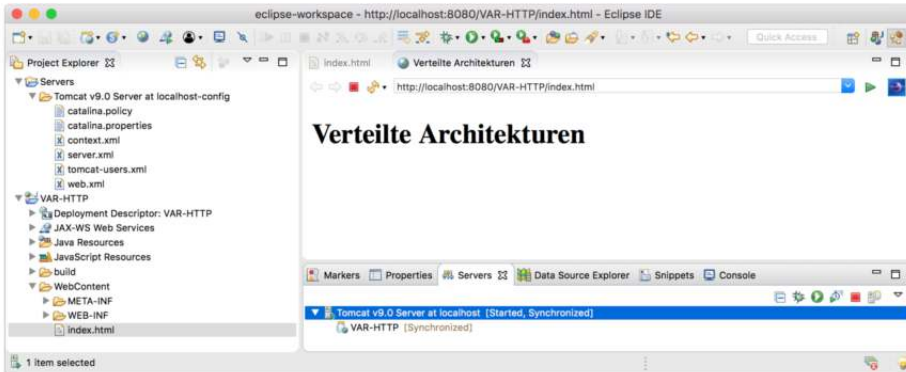 eclipse-workspace - http://localhost:8080/VAR-HTTP/index.html - Eclipse IDE
Quick Access
Project Explorer
Servers
Tomcat v9.0 Server at localhost-config
catalina.policy
catalina.properties
context.xml
server.xml
tomcat-users.xml
web.xml
VAR-HTTP
Deployment Descriptor: VAR-HTTP
JAX-WS Web Services
Java Resources
JavaScript Resources
build
WebContent
META-INF
WEB-INF
index.html
index.html Verteilte Architekturen
http://localhost:8080/VAR-HTTP/index.html
Verteilte Architekturen
Markers Properties Servers Data Source Explorer Snippets Console
Tomcat v9.0 Server at localhost [Started, Synchronized]
VAR-HTTP [Synchronized]
1 item selected